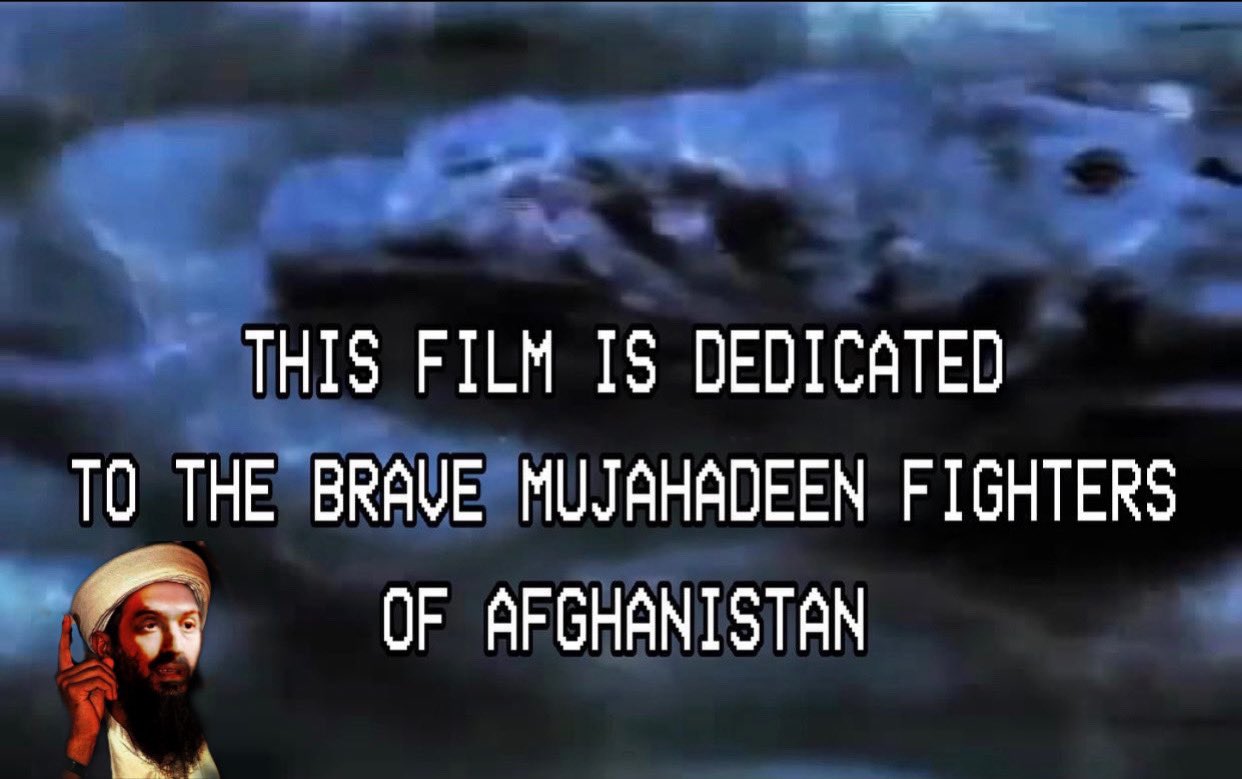 THIS FILM IS DEDICATED
TO THE BRAVE MUJAHADEEN FIGHTERS
OF AFGHANISTAN